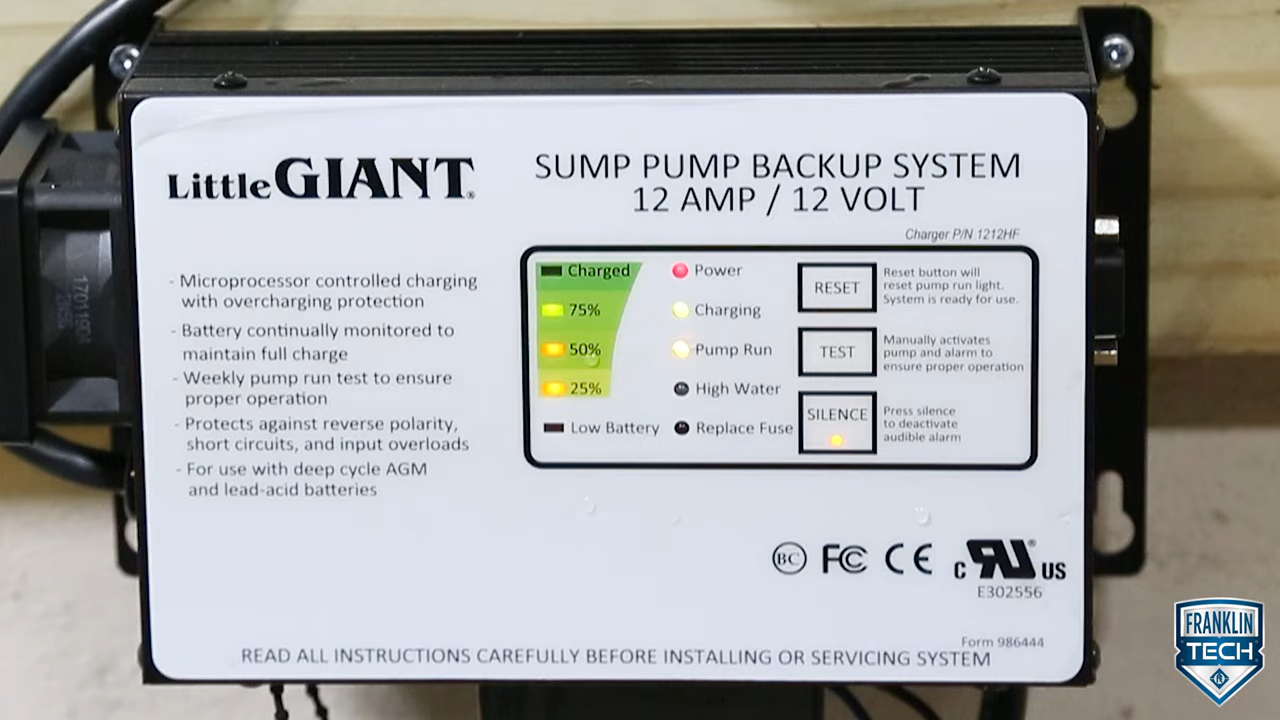 Little GIANT®
SUMP PUMP BACKUP SYSTEM
12 AMP / 12 VOLT
Charger P/N 1212HF
- Microprocessor controlled charging
with overcharging protection
- Battery continually monitored to
maintain full charge
- Weekly pump run test to ensure
proper operation
- Protects against reverse polarity,
short circuits, and input overloads
- For use with deep cycle AGM
and lead-acid batteries
Charged
75%
50%
25%
Low Battery
Power
Charging
Pump Run
High Water
Replace Fuse
RESET
Reset button will
reset pump run light.
System is ready for use.
TEST
Manually activates
pump and alarm to
ensure proper operation
SILENCE
Press silence
to deactivate
audible alarm
BC FC CE C RU® US
E302556
Form 986444
READ ALL INSTRUCTIONS CAREFULLY BEFORE INSTALLING OR SERVICING SYSTEM
FRANKLIN
TECH